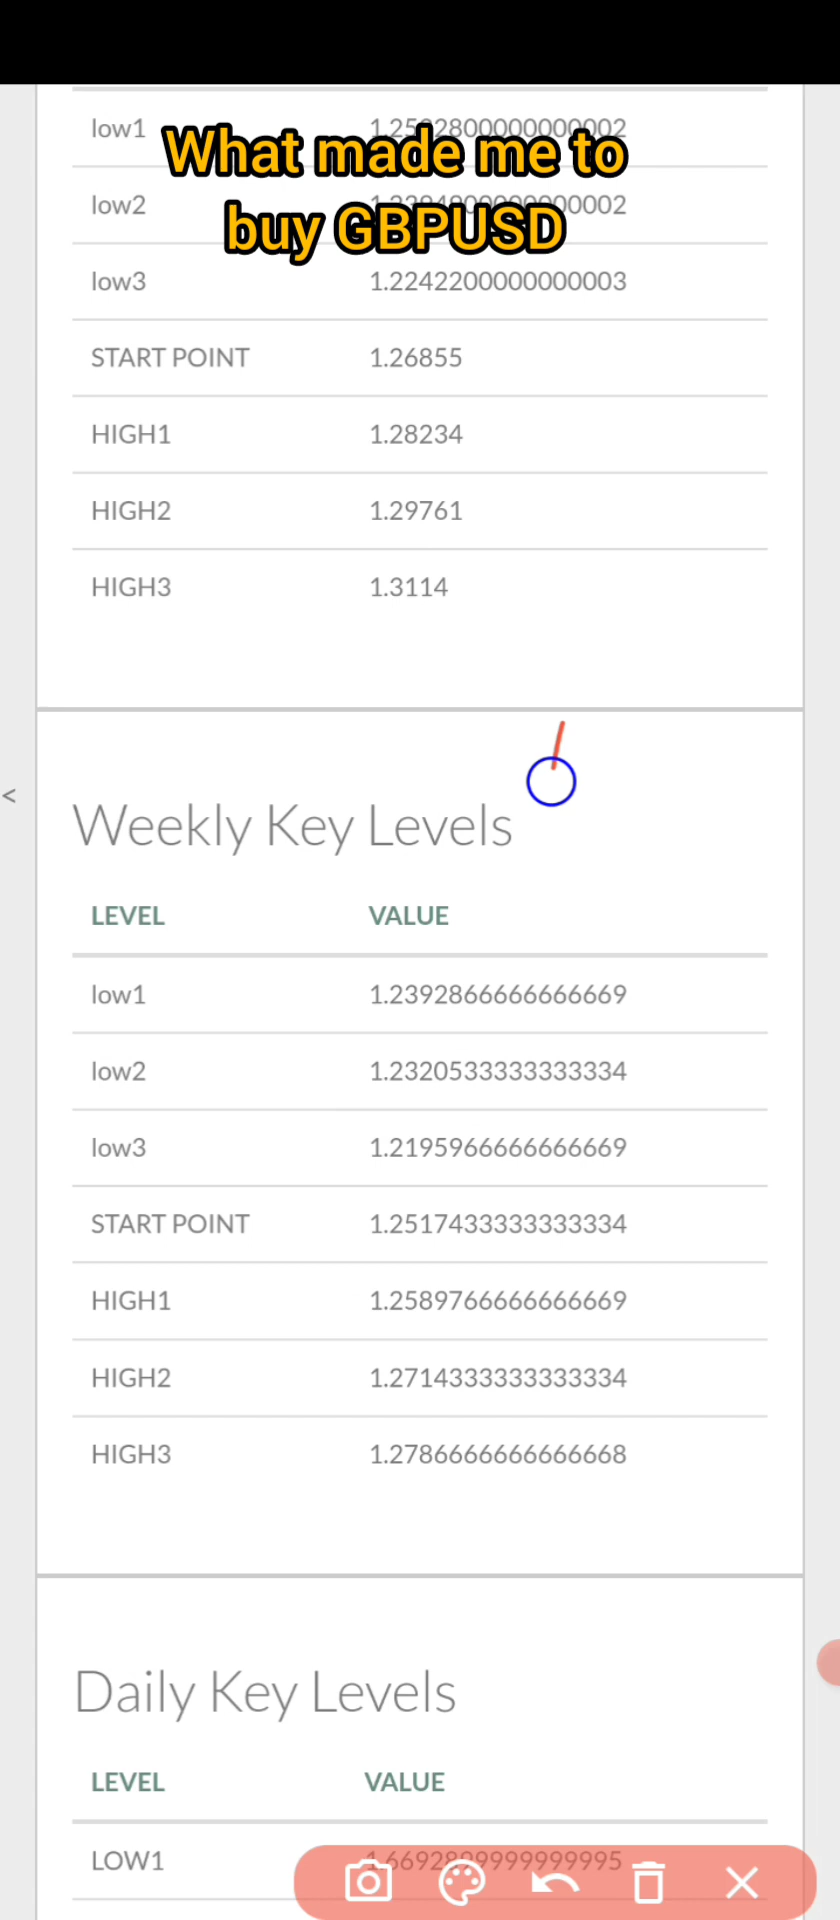 What made me to
buy GBPUSD
low1
low2 1.2394900000000002
low3 1.2242200000000003
START POINT 1.26855
HIGH1 1.28234
HIGH2 1.29761
HIGH3 1.3114
<
Weekly Key Levels
LEVEL VALUE
low1 1.2392866666666669
low2 1.2320533333333334
low3 1.2195966666666669
START POINT 1.2517433333333334
HIGH1 1.2589766666666669
HIGH2 1.2714333333333334
HIGH3 1.2786666666666668
Daily Key Levels
LEVEL VALUE
LOW1